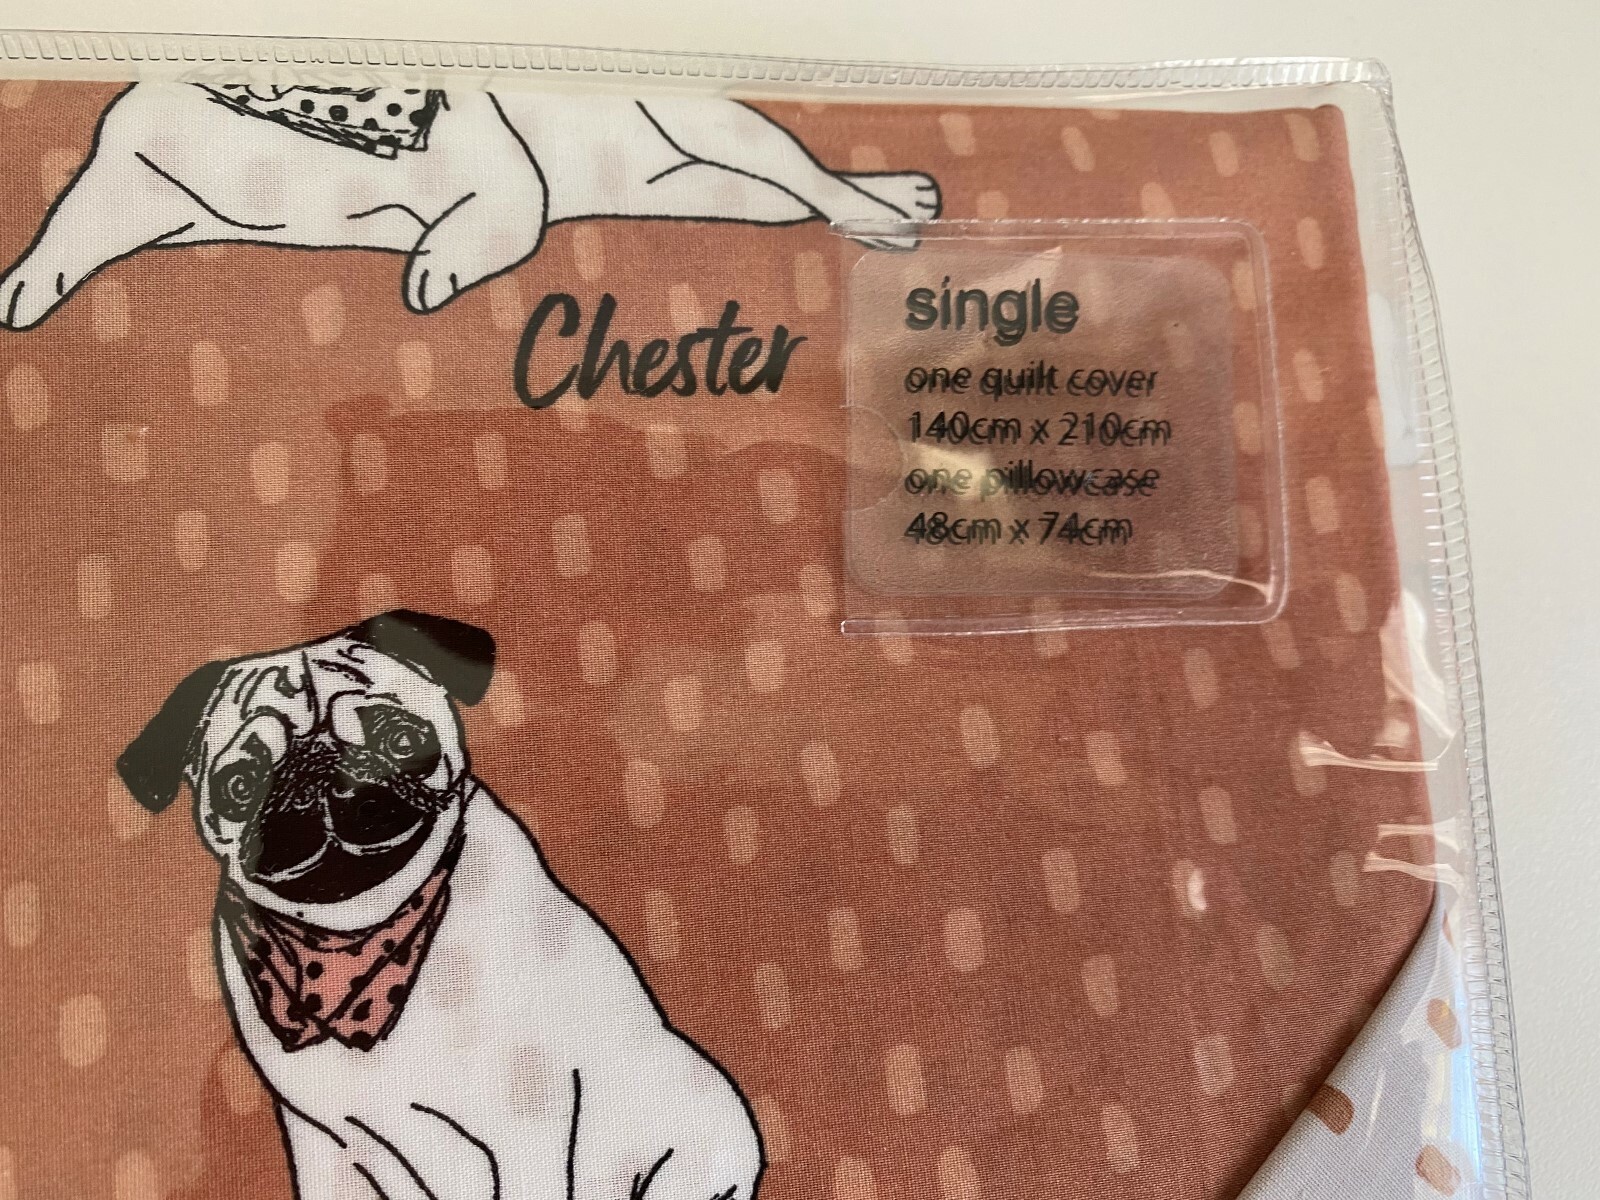 Chester
single
one quilt cover
140cm x 210cm
one pillowcase
48cm x 74cm